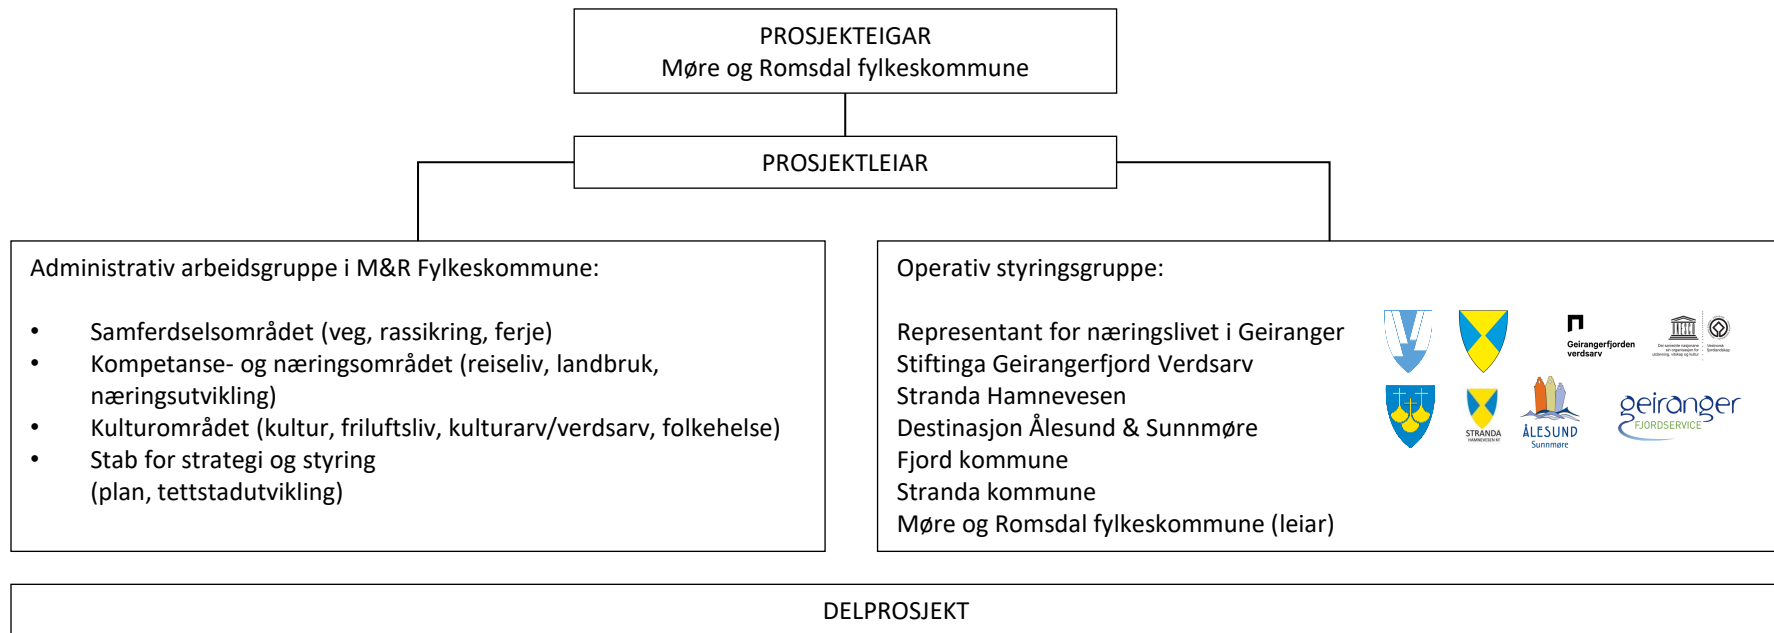 PROSJEKTEIGAR
Møre og Romsdal fylkeskommune
PROSJEKTLEIAR
Administrativ arbeidsgruppe i M&R Fylkeskommune:
• Samferdselsområdet (veg, rassikring, ferje)
• Kompetanse- og næringsområdet (reiseliv, landbruk,
næringsutvikling)
• Kulturområdet (kultur, friluftsliv, kulturarv/verdsarv, folkehelse)
• Stab for strategi og styring
(plan, tettstadutvikling)
Operativ styringsgruppe:
Representant for næringslivet i Geiranger
Stiftinga Geirangerfjord Verdsarv
Stranda Hamnevesen
Destinasjon Ålesund & Sunnmøre
Fjord kommune
Stranda kommune
Møre og Romsdal fylkeskommune (leiar)
Geirangerfjorden
verdsarv
UNESCO
STRANDA
HAMNEVESEN KF
ÅLESUND
Sunnmøre
geiranger
FJORDSERVICE
DELPROSJEKT